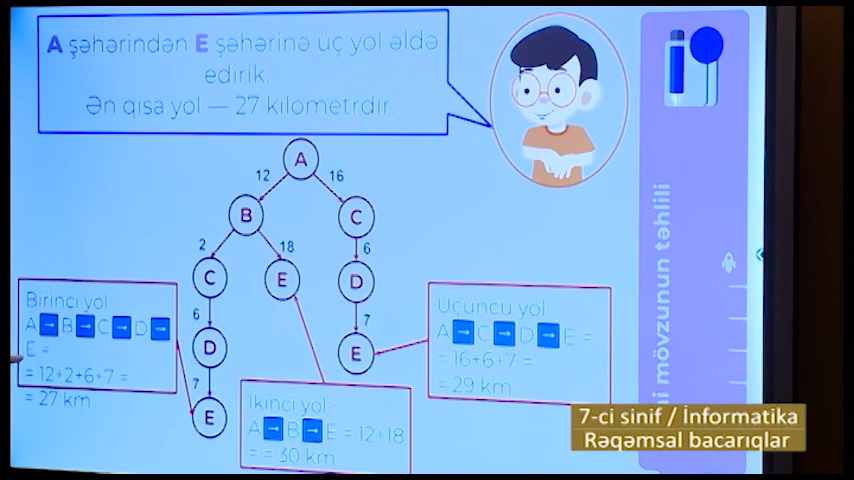 A şəhərindən E şəhərinə üç yol əldə
edirik.
Ən qısa yol — 27 kilometrdir.
A
12
16
B
C
2
18
6
C
E
D
6
7
D
E
7
E
Birinci yol:
A → B → C → D →
E =
= 12+2+6+7 =
= 27 km
İkinci yol:
A → B → E = 12+18
= = 30 km
Üçüncü yol:
A → C → D → E =
= 16+6+7 =
= 29 km
mövzunun təhlili
7-ci sinif / İnformatika
Rəqəmsal bacarıqlar